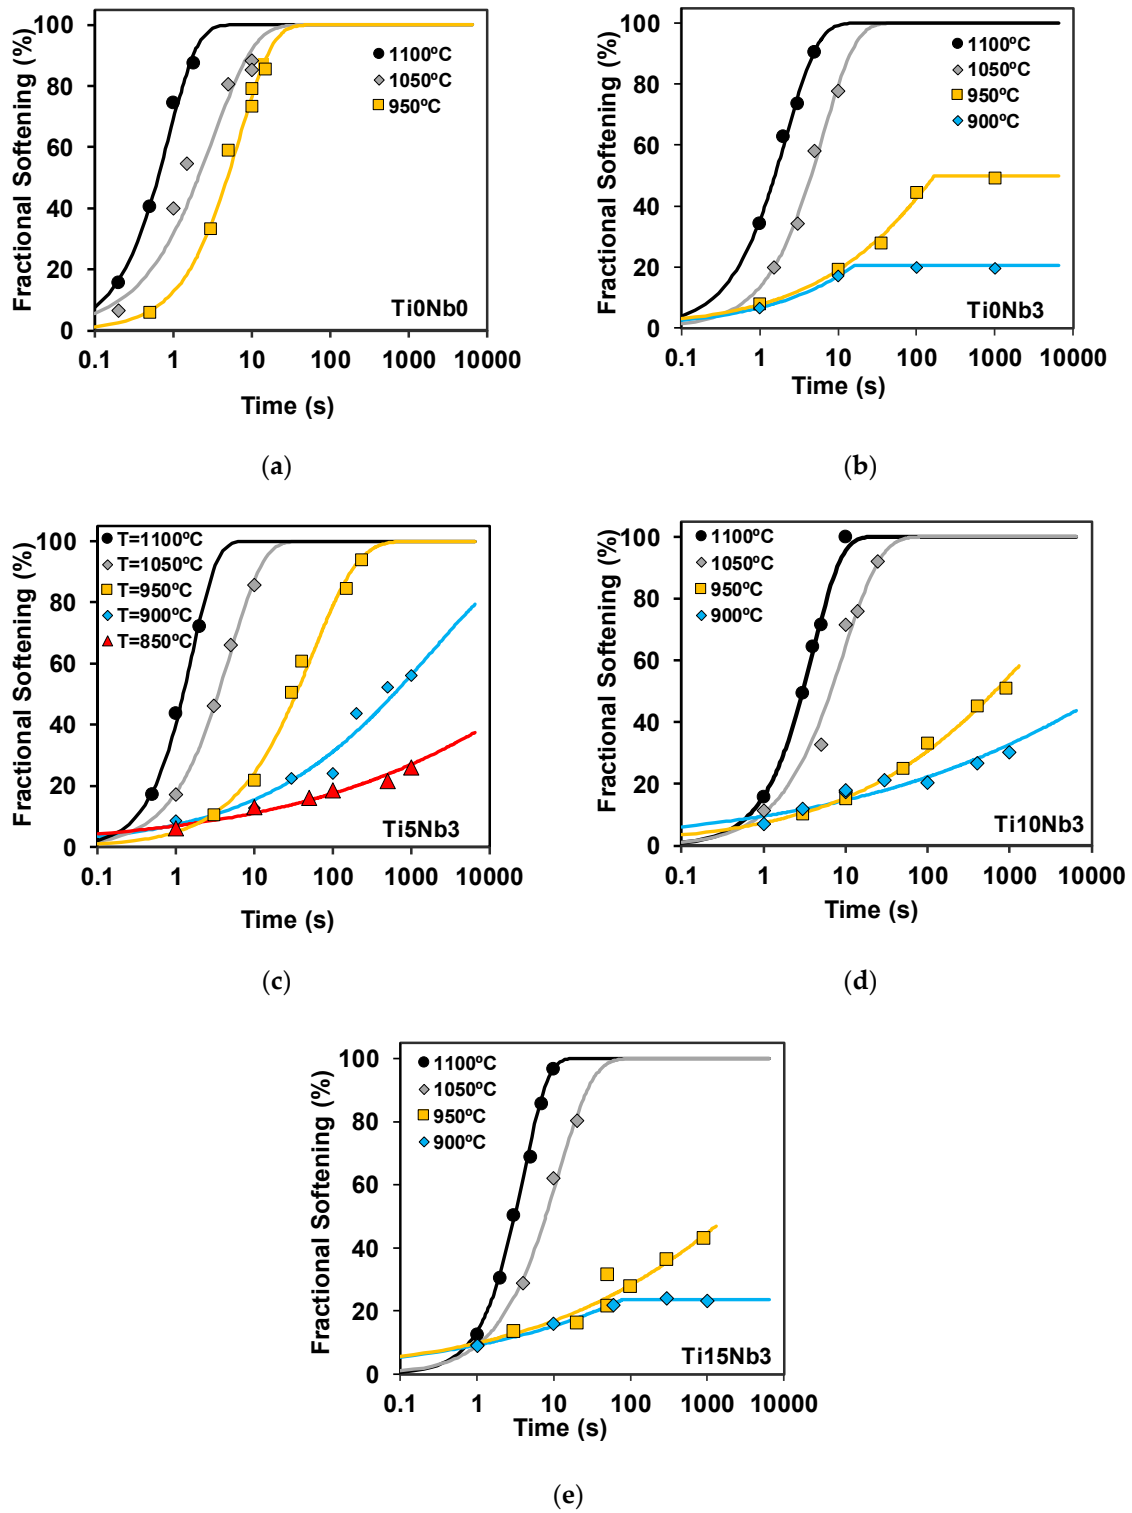 Fractional Softening (%)
100
80
60
40
20
0
0.1 1 10 100 1000 10000
Time (s)
1100ºC
1050ºC
950ºC
Ti0Nb0
(a)
Fractional Softening (%)
100
80
60
40
20
0
0.1 1 10 100 1000 10000
Time (s)
1100ºC
1050ºC
950ºC
900ºC
Ti0Nb3
(b)
Fractional Softening (%)
100
80
60
40
20
0
0.1 1 10 100 1000 10000
Time (s)
T=1100ºC
T=1050ºC
T=950ºC
T=900ºC
T=850ºC
Ti5Nb3
(c)
Fractional Softening (%)
100
80
60
40
20
0
0.1 1 10 100 1000 10000
Time (s)
1100ºC
1050ºC
950ºC
900ºC
Ti10Nb3
(d)
Fractional Softening (%)
100
80
60
40
20
0
0.1 1 10 100 1000 10000
Time (s)
1100ºC
1050ºC
950ºC
900ºC
Ti15Nb3
(e)